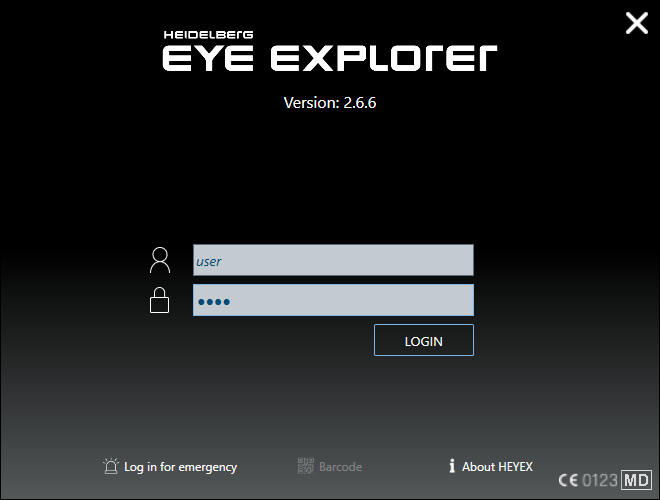 HEIDELBERG
EYE EXPLORER
Version: 2.6.6
user
••••
LOGIN
Log in for emergency
Barcode
About HEYEX
CE 0123 MD